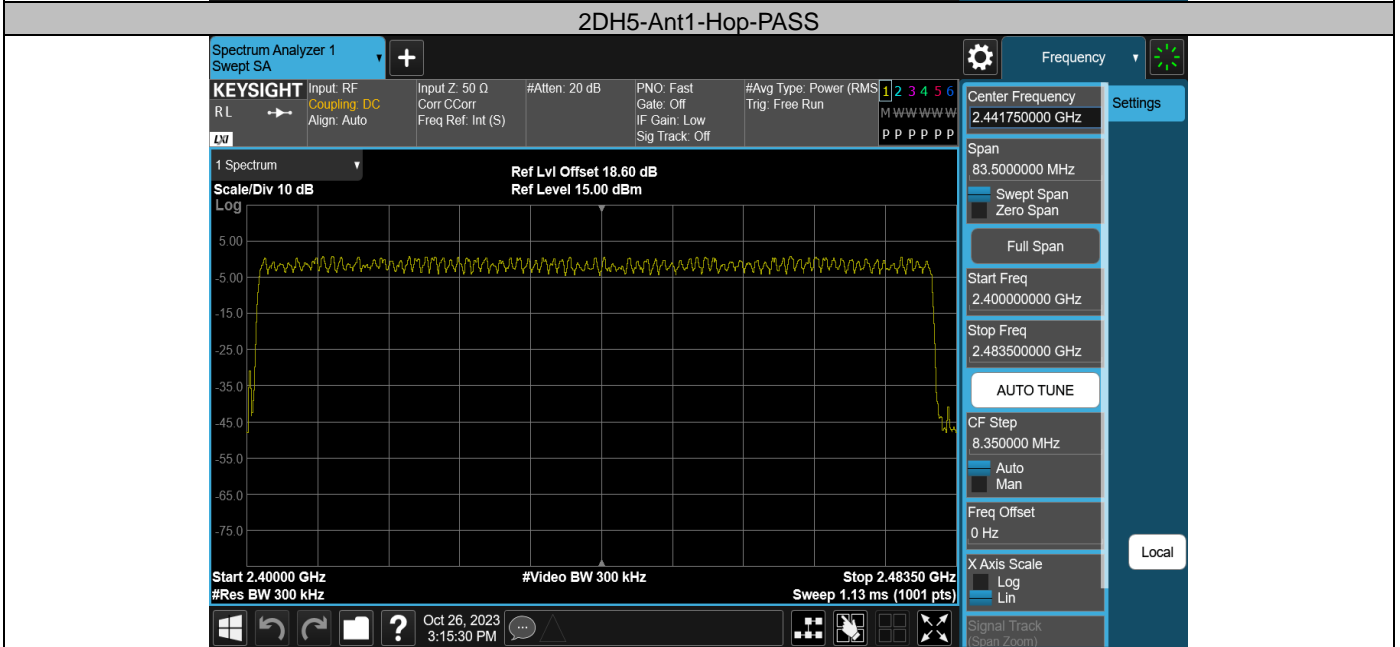 2DH5-Ant1-Hop-PASS
Spectrum Analyzer 1
Swept SA
Frequency
KEYSIGHT
RL
LXI
Input: RF
Coupling: DC
Align: Auto
Input Z: 50 Ω
Corr CCorr
Freq Ref: Int (S)
#Atten: 20 dB
PNO: Fast
Gate: Off
IF Gain: Low
Sig Track: Off
#Avg Type: Power (RMS
Trig: Free Run
1 2 3 4 5 6
M W W W W W
P P P P P P
1 Spectrum
Scale/Div 10 dB
Log
Ref Lvl Offset 18.60 dB
Ref Level 15.00 dBm
5.00
-5.00
-15.0
-25.0
-35.0
-45.0
-55.0
-65.0
-75.0
Start 2.40000 GHz
#Res BW 300 kHz
#Video BW 300 kHz
Stop 2.48350 GHz
Sweep 1.13 ms (1001 pts)
Oct 26, 2023
3:15:30 PM
Center Frequency
2.441750000 GHz
Settings
Span
83.5000000 MHz
Swept Span
Zero Span
Full Span
Start Freq
2.400000000 GHz
Stop Freq
2.483500000 GHz
AUTO TUNE
CF Step
8.350000 MHz
Auto
Man
Freq Offset
0 Hz
X Axis Scale
Log
Lin
Local
Signal Track
(Span Zoom)